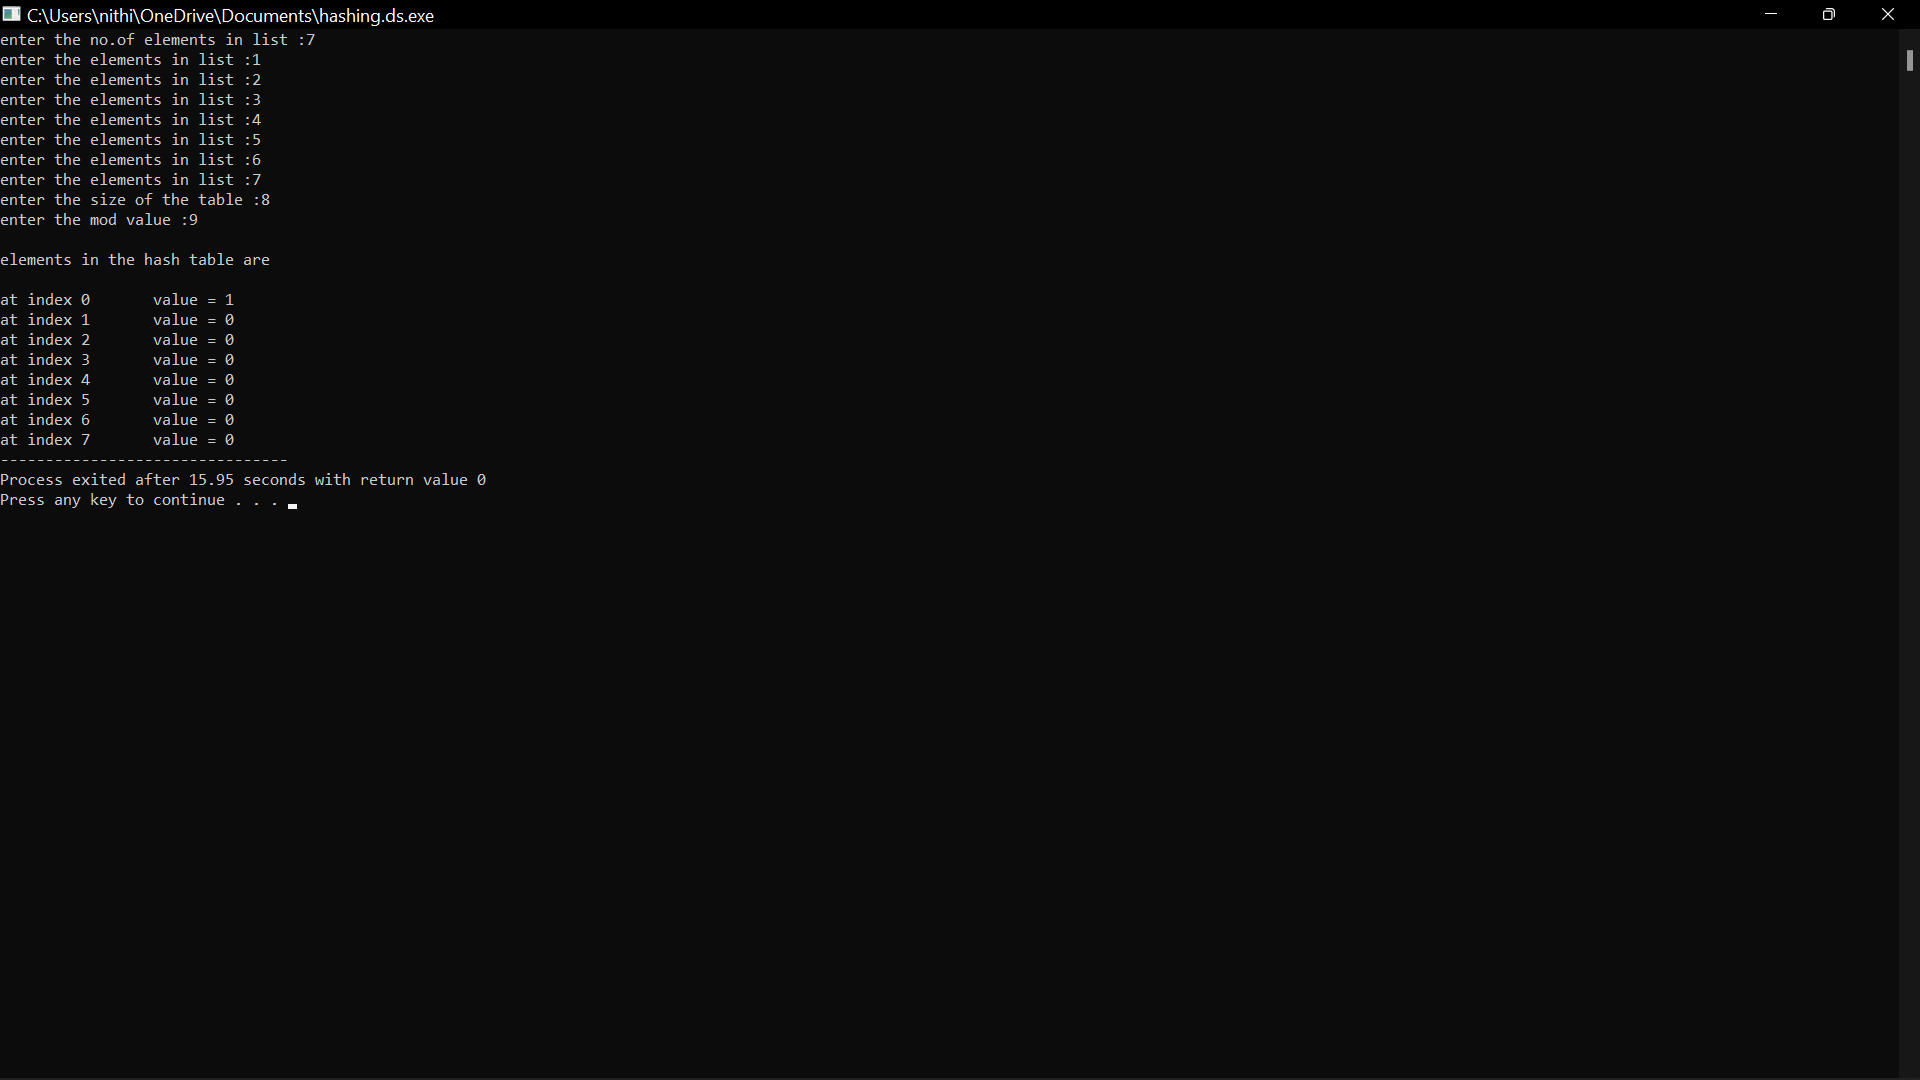 C:\Users\nithi\OneDrive\Documents\hashing.ds.exe
enter the no.of elements in list :7
enter the elements in list :1
enter the elements in list :2
enter the elements in list :3
enter the elements in list :4
enter the elements in list :5
enter the elements in list :6
enter the elements in list :7
enter the size of the table :8
enter the mod value :9
elements in the hash table are
at index 0 value = 1
at index 1 value = 0
at index 2 value = 0
at index 3 value = 0
at index 4 value = 0
at index 5 value = 0
at index 6 value = 0
at index 7 value = 0
--------------------------------
Process exited after 15.95 seconds with return value 0
Press any key to continue . . .